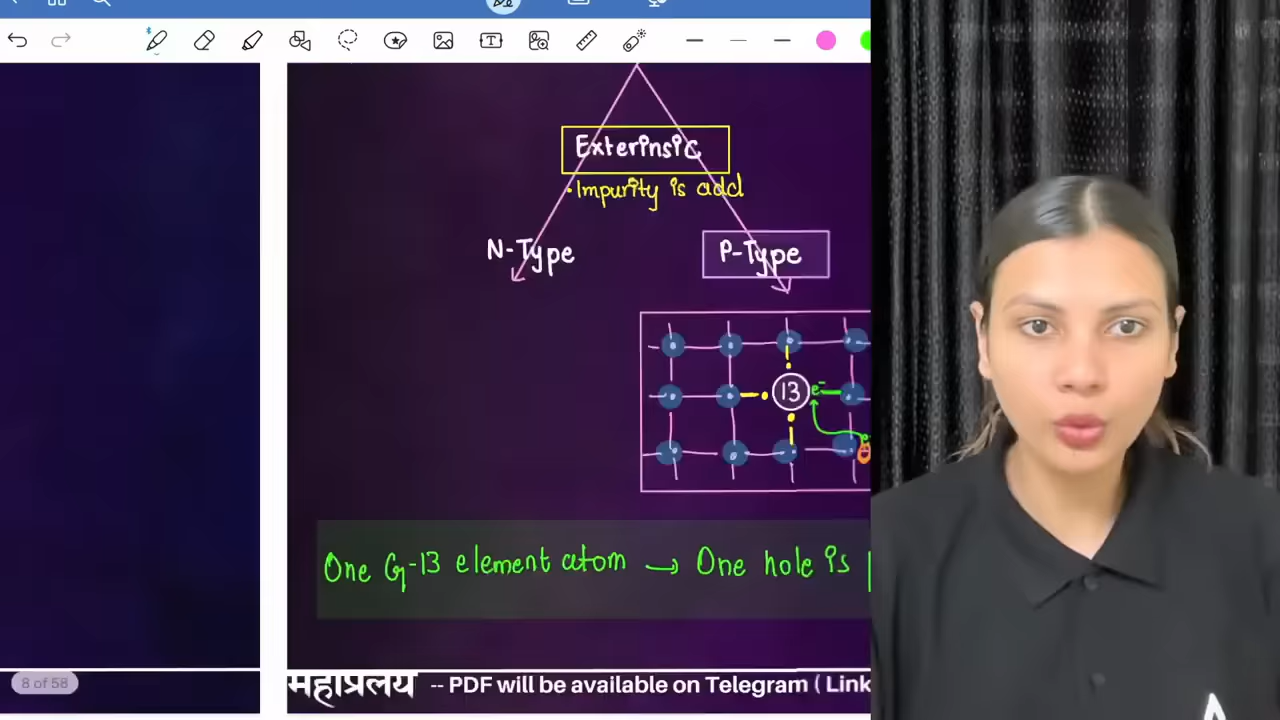 Exterinsic
• Impurity is add
N-Type
P-Type
13
e⁻
One G-13 element atom → One hole is
8 of 58
महाप्रलय -- PDF will be available on Telegram ( Link